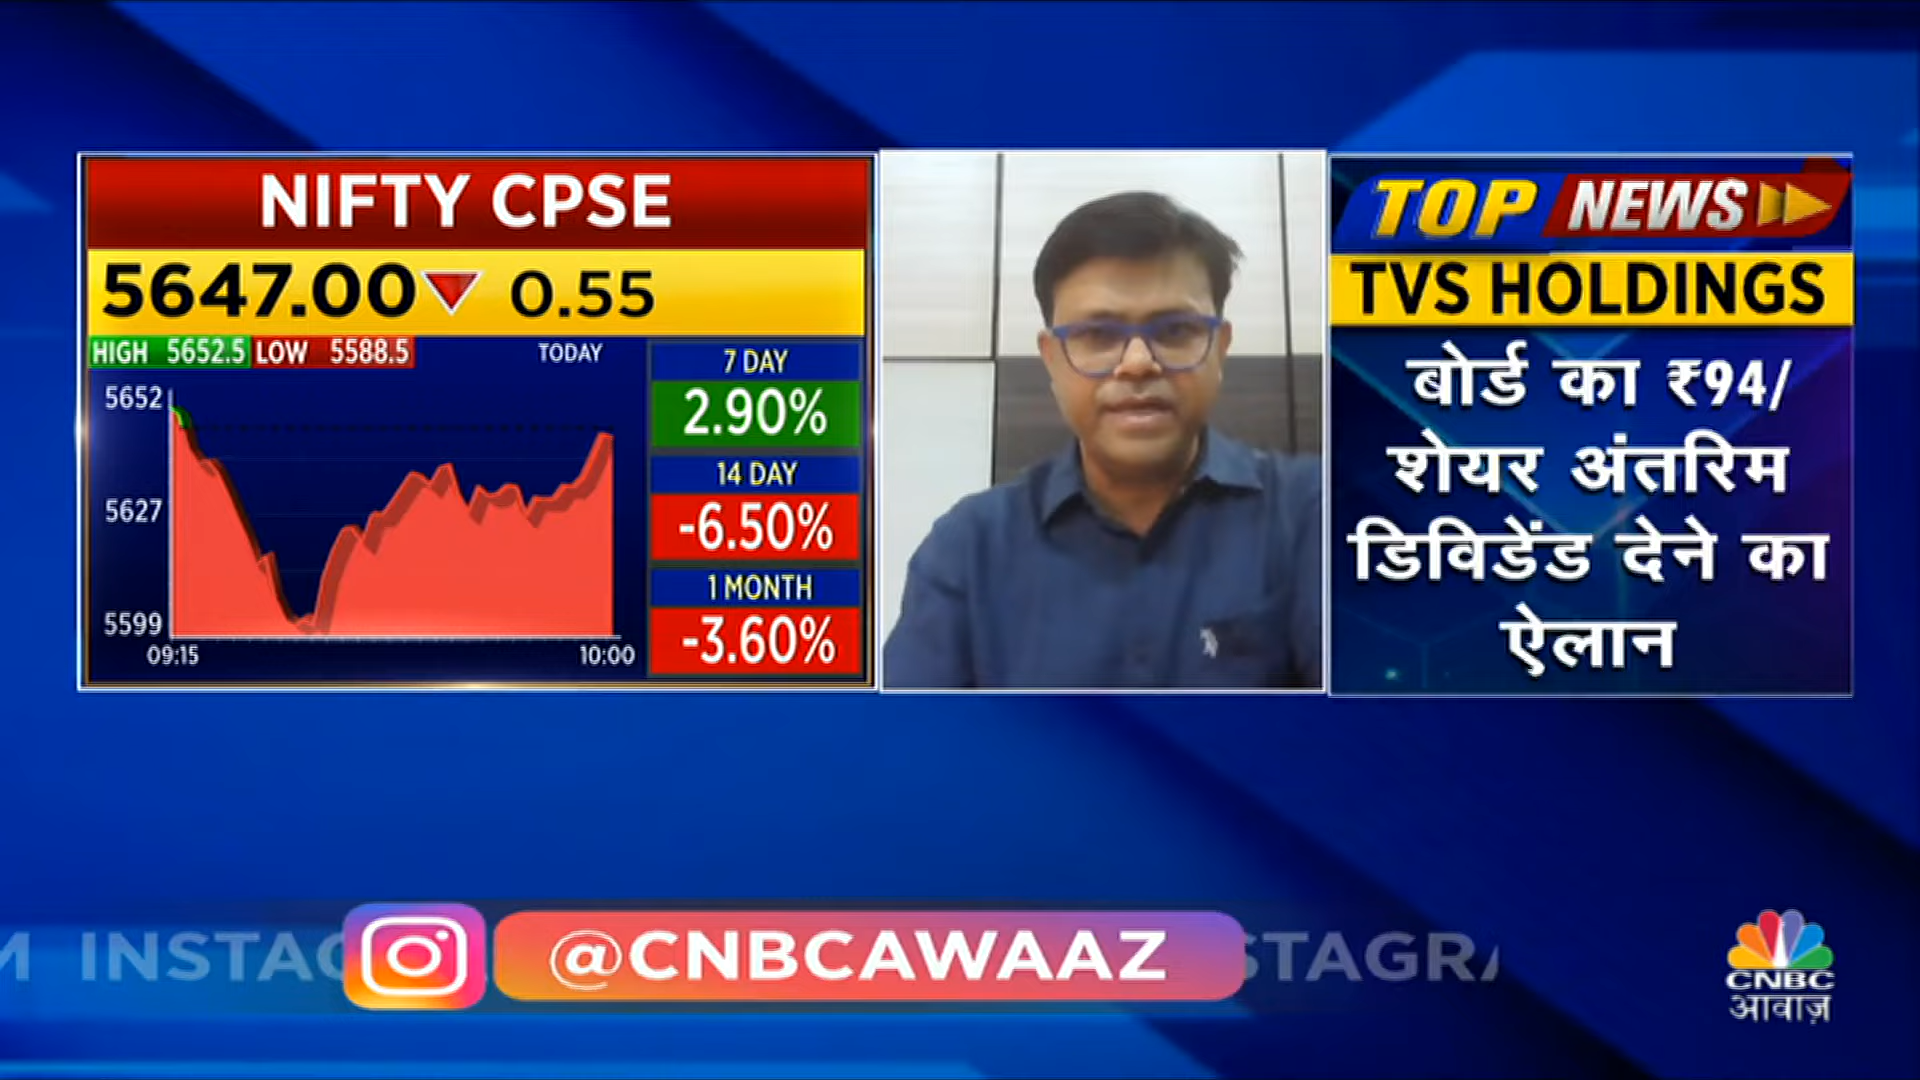 NIFTY CPSE
5647.00 0.55
HIGH 5652.5 LOW 5588.5 TODAY
5652
5627
5599
09:15 10:00
7 DAY
2.90%
14 DAY
-6.50%
1 MONTH
-3.60%
TOP NEWS
TVS HOLDINGS
बोर्ड का ₹94/
शेयर अंतरिम
डिविडेंड देने का
ऐलान
M INSTAG @CNBCAWAAZ STAGRA
CNBC
आवाज़